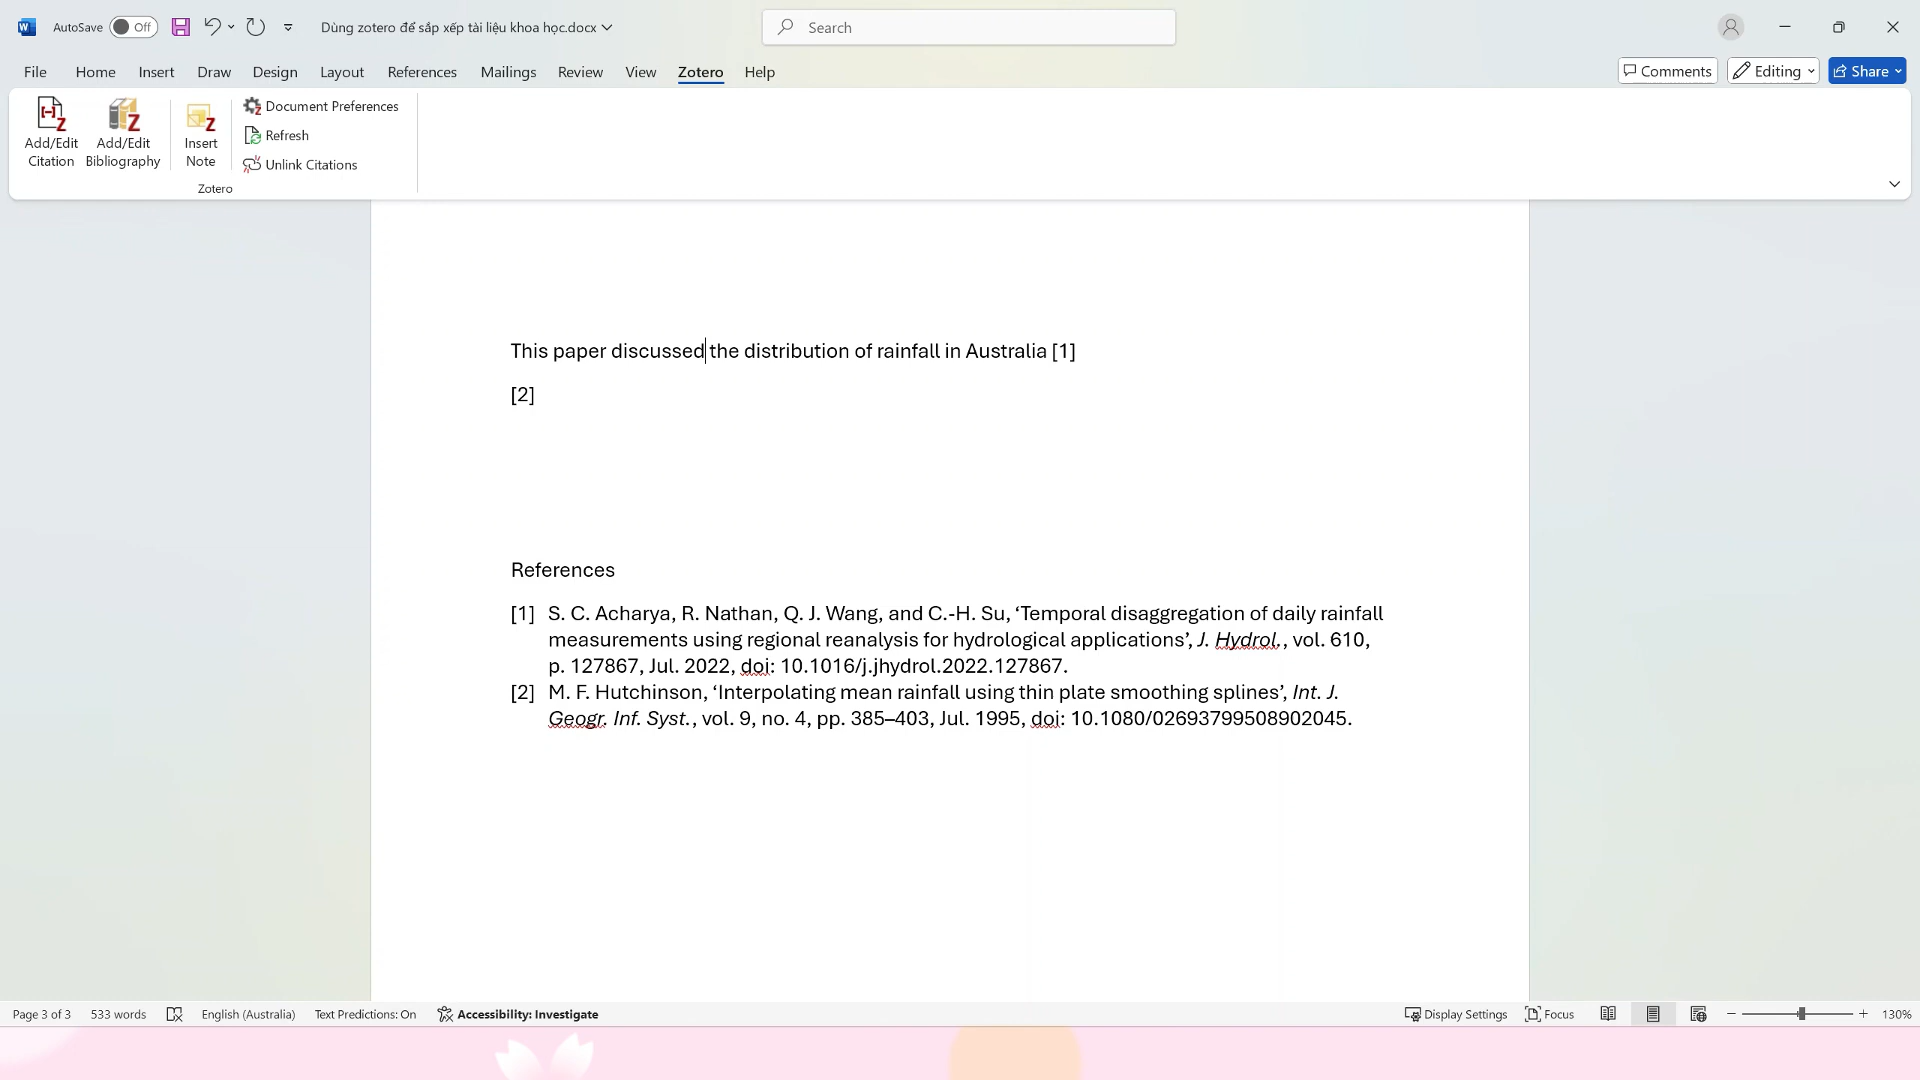 AutoSave Off Dùng zotero để sắp xếp tài liệu khoa học.docx Search
File Home Insert Draw Design Layout References Mailings Review View Zotero Help Comments Editing Share
Add/Edit Citation
Add/Edit Bibliography
Insert Note
Document Preferences
Refresh
Unlink Citations
Zotero
This paper discussed the distribution of rainfall in Australia [1]
[2]
References
[1] S. C. Acharya, R. Nathan, Q. J. Wang, and C.-H. Su, ‘Temporal disaggregation of daily rainfall
measurements using regional reanalysis for hydrological applications’, J. Hydrol., vol. 610,
p. 127867, Jul. 2022, doi: 10.1016/j.jhydrol.2022.127867.
[2] M. F. Hutchinson, ‘Interpolating mean rainfall using thin plate smoothing splines’, Int. J.
Geogr. Inf. Syst., vol. 9, no. 4, pp. 385–403, Jul. 1995, doi: 10.1080/02693799508902045.
Page 3 of 3 533 words English (Australia) Text Predictions: On Accessibility: Investigate Display Settings Focus 130%